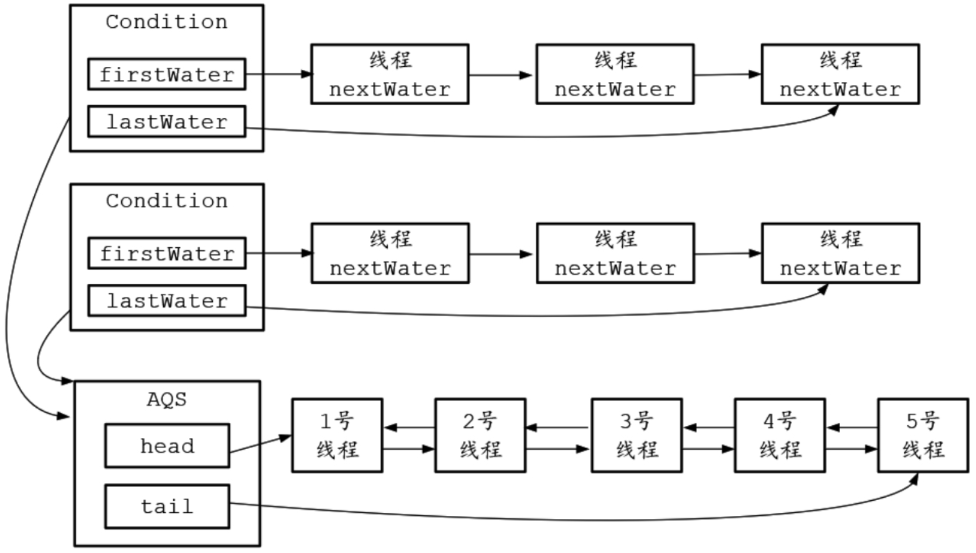 Condition
firstWater
线程
nextWater
线程
nextWater
线程
nextWater
lastWater
Condition
firstWater
线程
nextWater
线程
nextWater
线程
nextWater
lastWater
AQS
head
tail
1号
线程
2号
线程
3号
线程
4号
线程
5号
线程